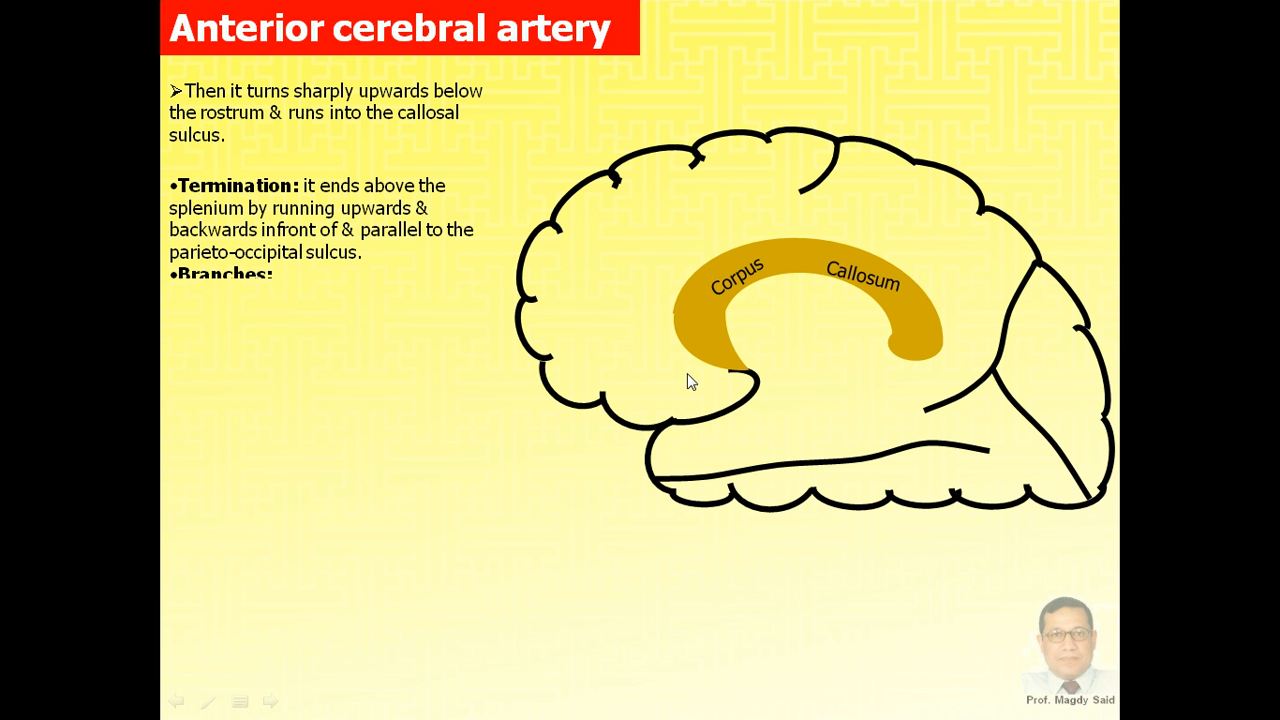 Anterior cerebral artery
➢Then it turns sharply upwards below
the rostrum & runs into the callosal
sulcus.
•Termination: it ends above the
splenium by running upwards &
backwards infront of & parallel to the
parieto-occipital sulcus.
•Branches:
Corpus
Callosum
Prof. Magdy Said